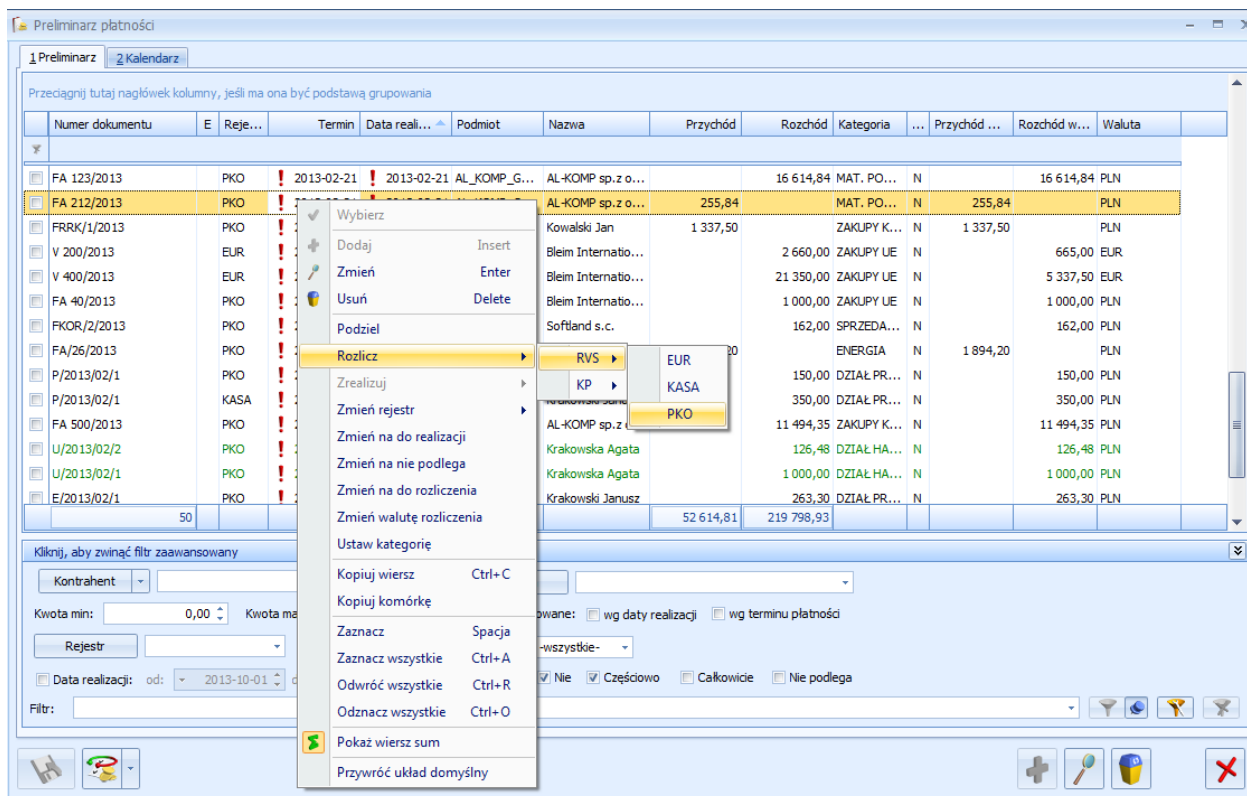 Preliminarz płatności
1 Preliminarz 2 Kalendarz
Przeciągnij tutaj nagłówek kolumny, jeśli ma ona być podstawą grupowania
Numer dokumentu E Reje... Termin Data reali... Podmiot Nazwa Przychód Rozchód Kategoria ... Przychód ... Rozchód w... Waluta
FA 123/2013 PKO 2013-02-21 2013-02-21 AL_KOMP_G... AL-KOMP sp.z o... 16 614,84 MAT. PO... N 16 614,84 PLN
FA 212/2013 PKO AL-KOMP sp.z o... 255,84 MAT. PO... N 255,84 PLN
FRRK/1/2013 PKO Kowalski Jan 1 337,50 ZAKUPY K... N 1 337,50 PLN
V 200/2013 EUR Bleim Internatio... 2 660,00 ZAKUPY UE N 665,00 EUR
V 400/2013 EUR Bleim Internatio... 21 350,00 ZAKUPY UE N 5 337,50 EUR
FA 40/2013 PKO Bleim Internatio... 1 000,00 ZAKUPY UE N 1 000,00 PLN
FKOR/2/2013 PKO Softland s.c. 162,00 SPRZEDA... N 162,00 PLN
FA/26/2013 PKO 20 ENERGIA N 1 894,20 PLN
P/2013/02/1 PKO 150,00 DZIAŁ PR... N 150,00 PLN
P/2013/02/1 KASA 350,00 DZIAŁ PR... N 350,00 PLN
FA 500/2013 PKO AL-KOMP sp.z 11 494,35 ZAKUPY K... N 11 494,35 PLN
U/2013/02/2 PKO Krakowska Agata 126,48 DZIAŁ HA... N 126,48 PLN
U/2013/02/1 PKO Krakowska Agata 1 000,00 DZIAŁ HA... N 1 000,00 PLN
E/2013/02/1 PKO Krakowski Janusz 263,30 DZIAŁ PR... N 263,30 PLN
50 52 614,81 219 798,93
Wybierz
Dodaj Insert
Zmień Enter
Usuń Delete
Podziel
Rozlicz
Zrealizuj
Zmień rejestr
Zmień na do realizacji
Zmień na nie podlega
Zmień na do rozliczenia
Zmień walutę rozliczenia
Ustaw kategorię
Kopiuj wiersz Ctrl+C
Kopiuj komórkę
Zaznacz Spacja
Zaznacz wszystkie Ctrl+A
Odwróć wszystkie Ctrl+R
Odznacz wszystkie Ctrl+O
Pokaż wiersz sum
Przywróć układ domyślny
RVS
KP
EUR
KASA
PKO
Kliknij, aby zwinąć filtr zaawansowany
Kontrahent
Kwota min: 0,00 Kwota ma owane: wg daty realizacji wg terminu płatności
Rejestr -wszystkie-
Data realizacji: od: 2013-10-01 d Nie Częściowo Całkowicie Nie podlega
Filtr: